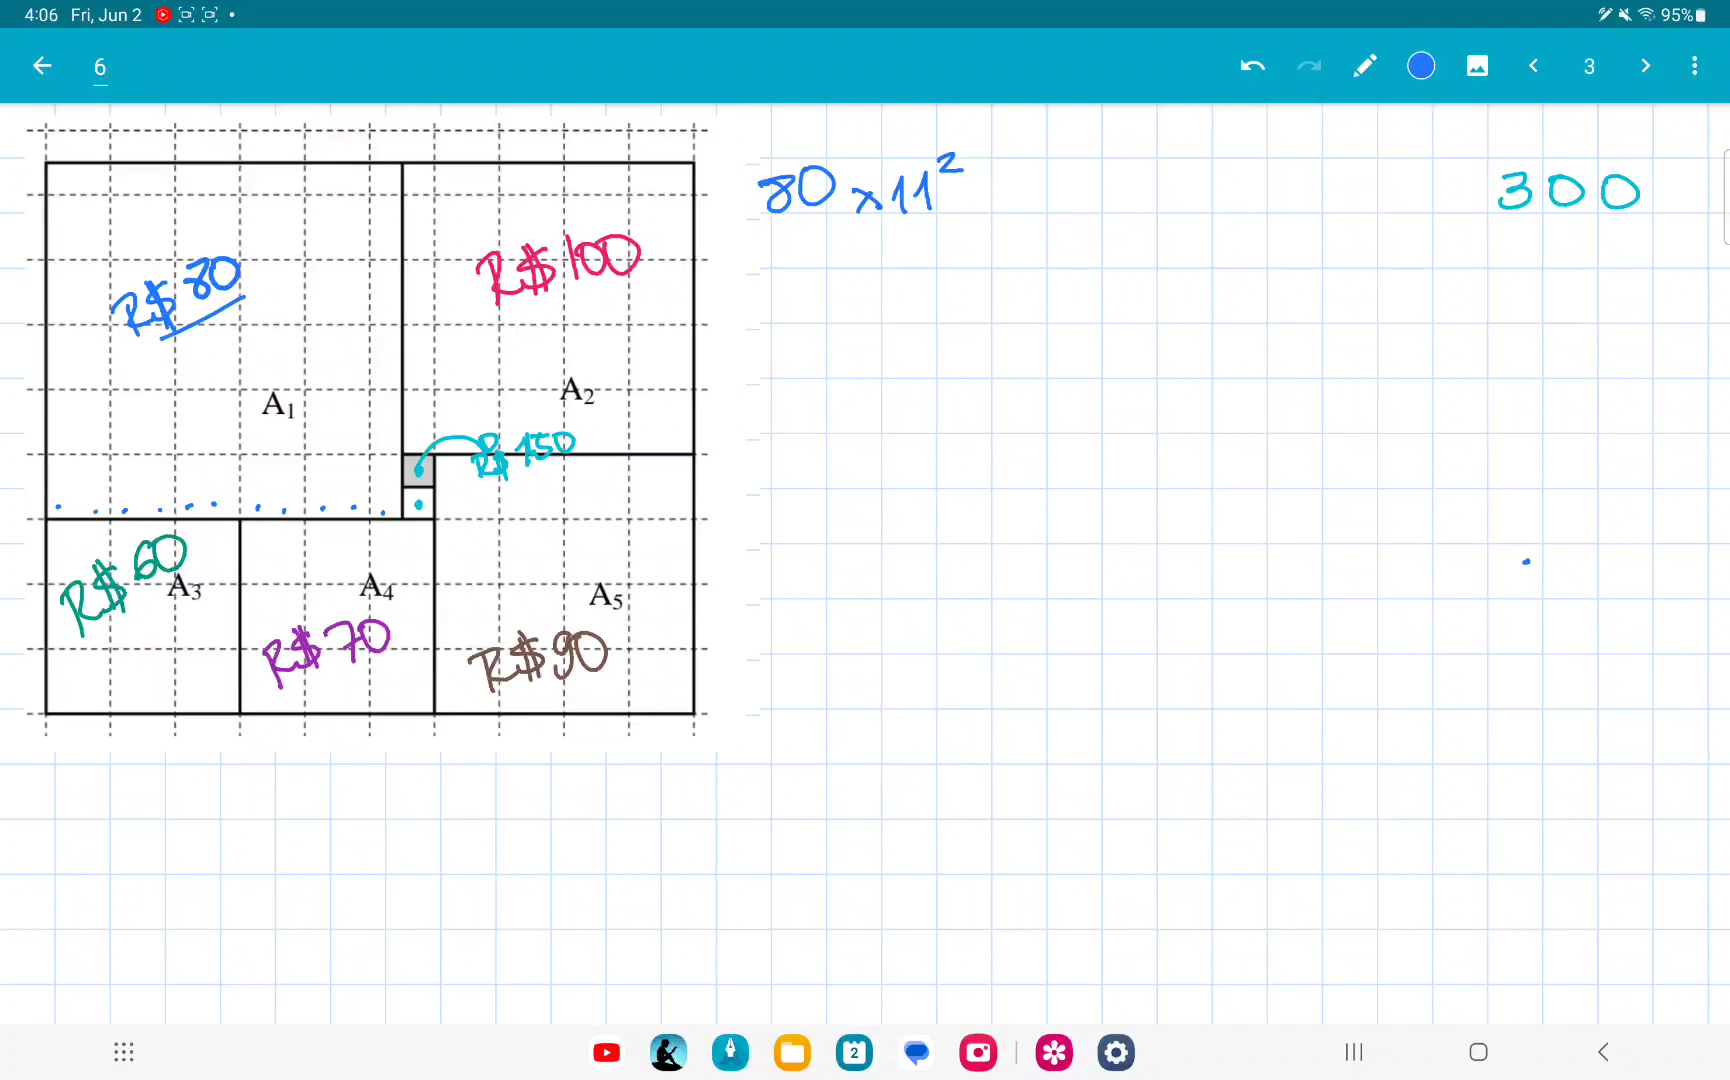 4:06 Fri, Jun 2
95%
6
3
80 x 11²
300
R$ 80
R$ 100
A₁
A₂
R$ 150
R$ 60
A₃
A₄
A₅
R$ 70
R$ 90
2